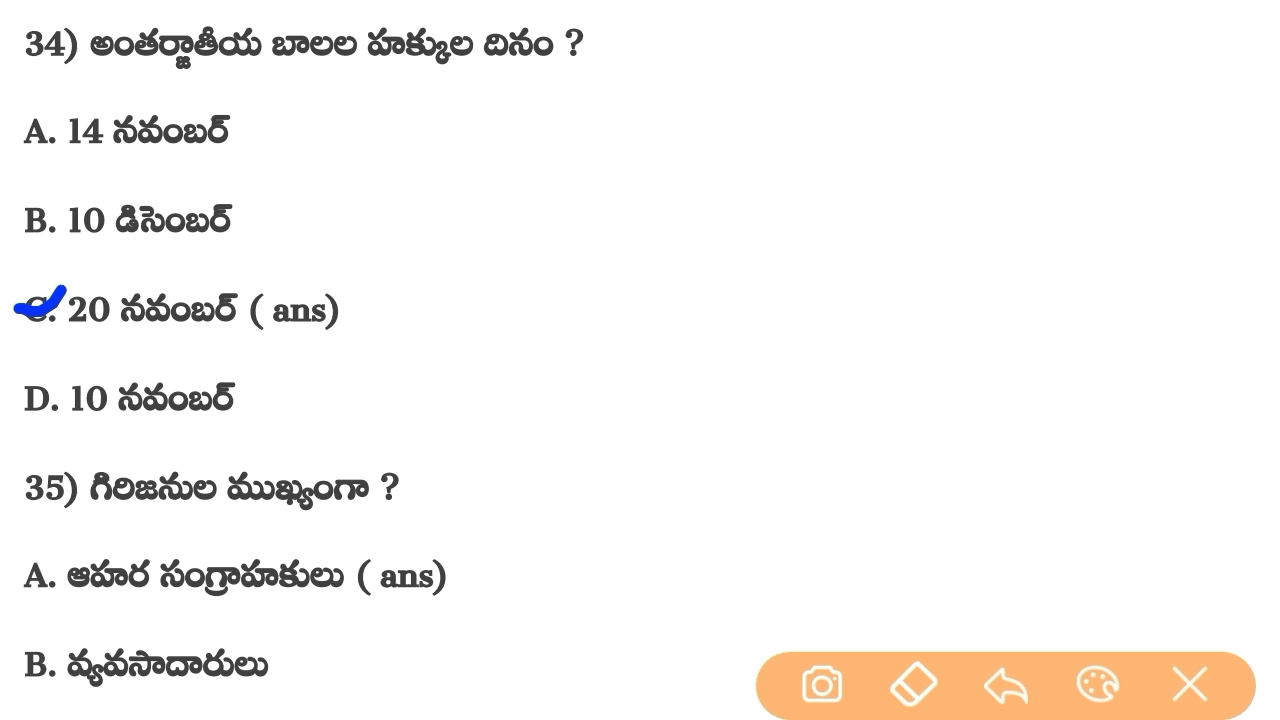 34) అంతర్జాతీయ బాలల హక్కుల దినం ?
A. 14 నవంబర్
B. 10 డిసెంబర్
C. 20 నవంబర్ ( ans)
D. 10 నవంబర్
35) గిరిజనుల ముఖ్యంగా ?
A. ఆహర సంగ్రాహకులు ( ans)
B. వ్యవసాదారులు